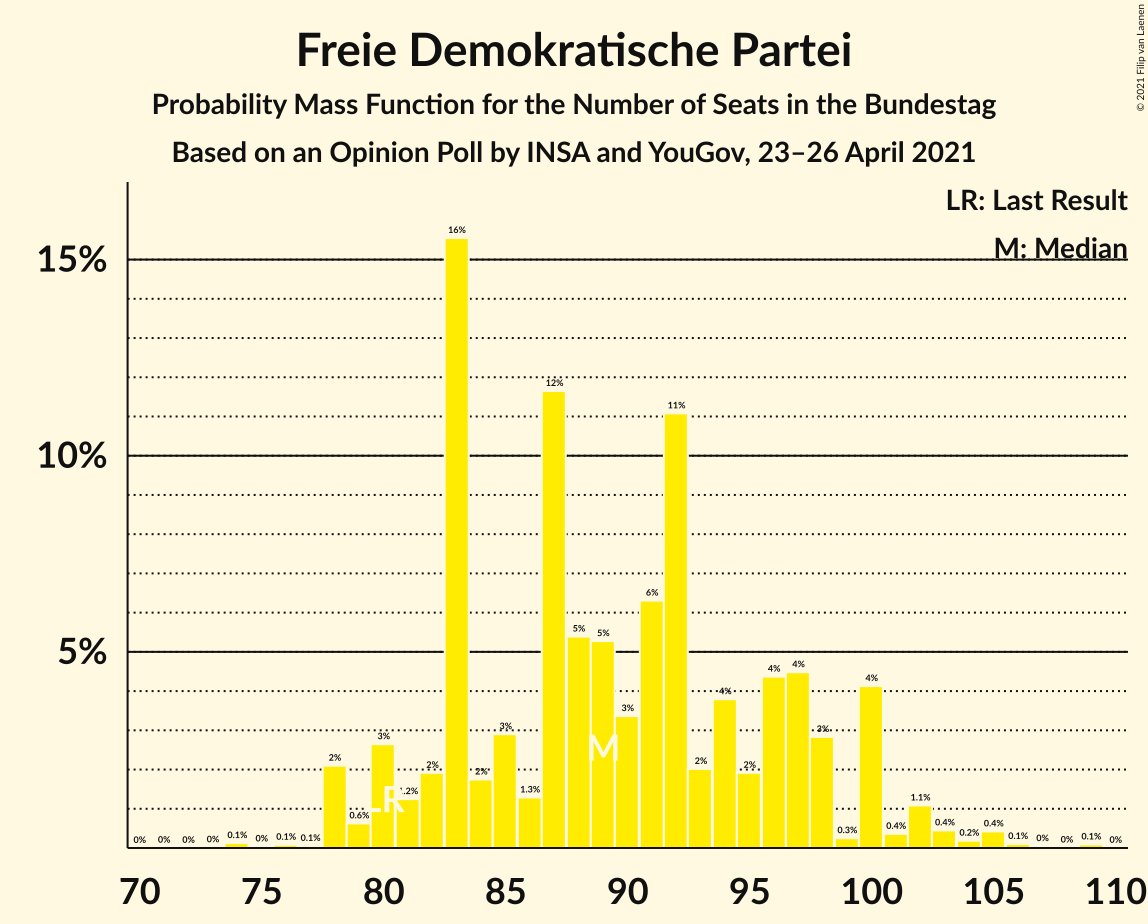 Freie Demokratische Partei
Probability Mass Function for the Number of Seats in the Bundestag
Based on an Opinion Poll by INSA and YouGov, 23–26 April 2021
© 2021 Filip van Laenen
LR: Last Result
M: Median
15%
10%
5%
0% 0% 0% 0% 0.1% 0% 0.1% 0.1% 2% 0.6% 3% 1.2% 2% 16% 2% 3% 1.3% 12% 5% 5% 3% 6% 11% 2% 4% 2% 4% 4% 3% 0.3% 4% 0.4% 1.1% 0.4% 0.2% 0.4% 0.1% 0% 0% 0.1% 0%
LR
M
70 75 80 85 90 95 100 105 110